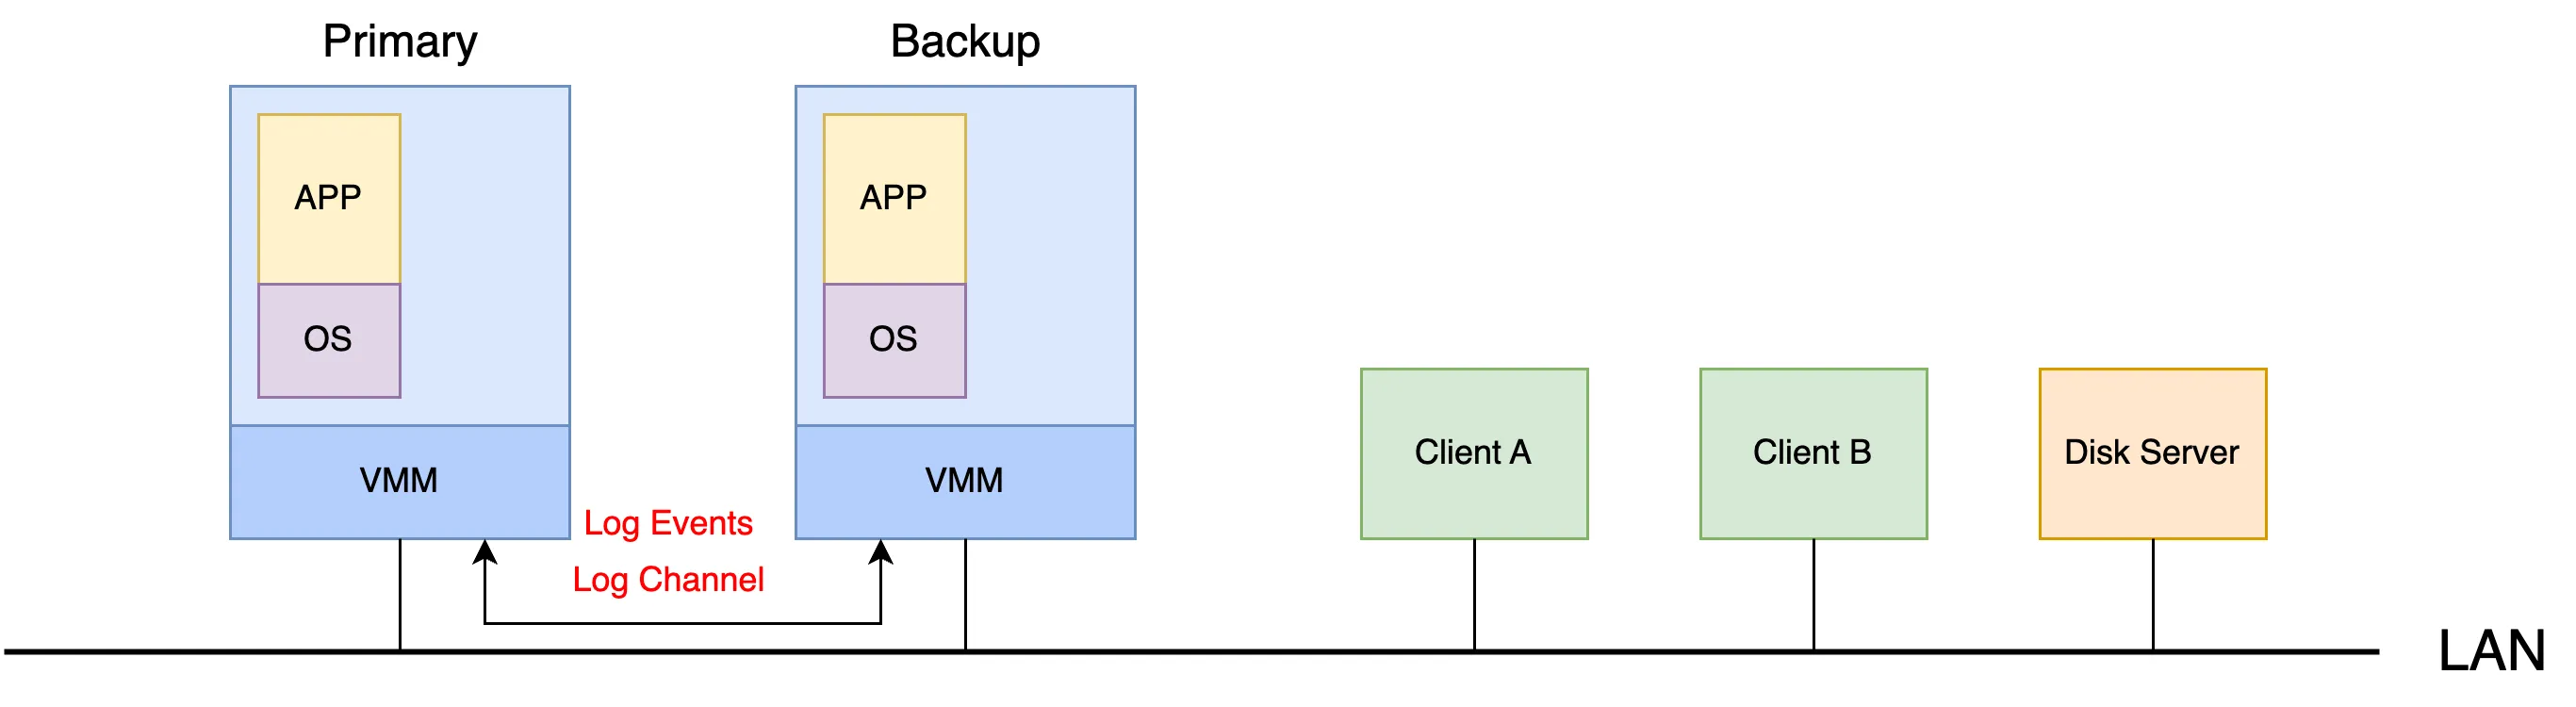 Primary
Backup
APP
APP
OS
OS
VMM
VMM
Log Events
Log Channel
Client A
Client B
Disk Server
LAN